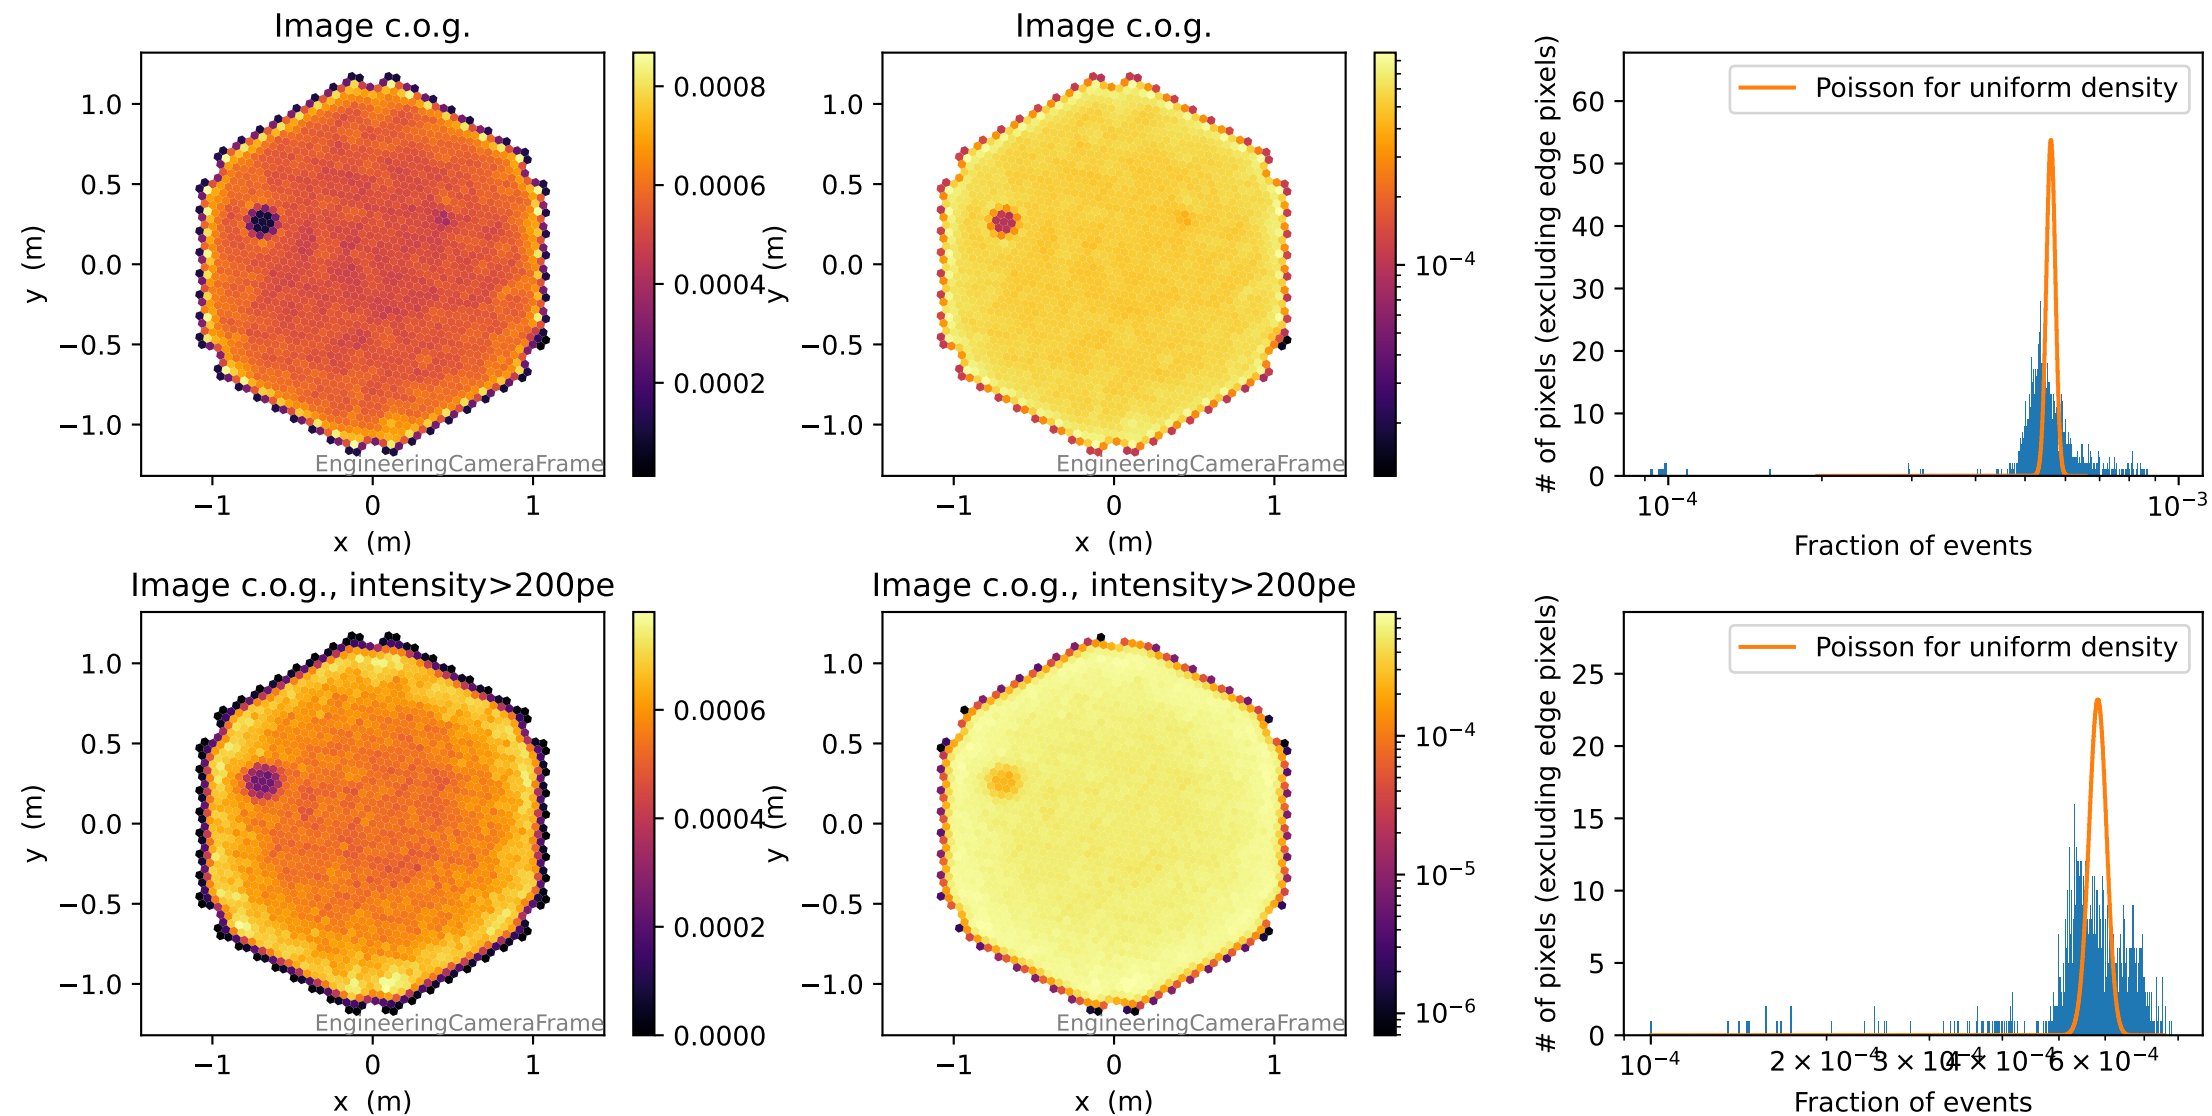 Image c.o.g.
1.0
0.5
0.0
−0.5
−1.0
y (m)
−1
0
1
x (m)
EngineeringCameraFrame
0.0008
0.0006
0.0004
0.0002
Image c.o.g.
1.0
0.5
0.0
−0.5
−1.0
y (m)
−1
0
1
x (m)
EngineeringCameraFrame
10⁻⁴
Poisson for uniform density
# of pixels (excluding edge pixels)
60
50
40
30
20
10
0
10⁻⁴
10⁻³
Fraction of events
Image c.o.g., intensity>200pe
1.0
0.5
0.0
−0.5
−1.0
y (m)
−1
0
1
x (m)
EngineeringCameraFrame
0.0006
0.0004
0.0002
0.0000
Image c.o.g., intensity>200pe
1.0
0.5
0.0
−0.5
−1.0
y (m)
−1
0
1
x (m)
EngineeringCameraFrame
10⁻⁴
10⁻⁵
10⁻⁶
Poisson for uniform density
# of pixels (excluding edge pixels)
25
20
15
10
5
0
10⁻⁴
2 × 10⁻⁴
3 × 10⁻⁴
4 × 10⁻⁴
6 × 10⁻⁴
Fraction of events